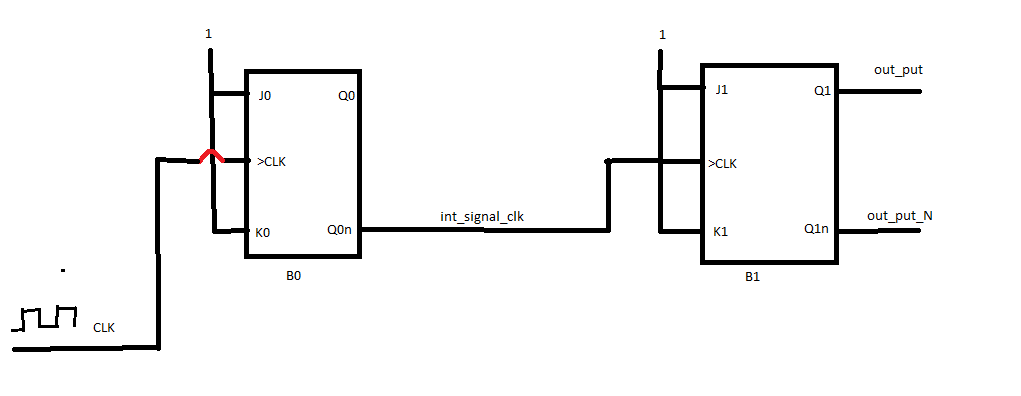 1
1
out_put
J0
Q0
J1
Q1
>CLK
>CLK
int_signal_clk
out_put_N
K0
Q0n
K1
Q1n
B0
B1
CLK